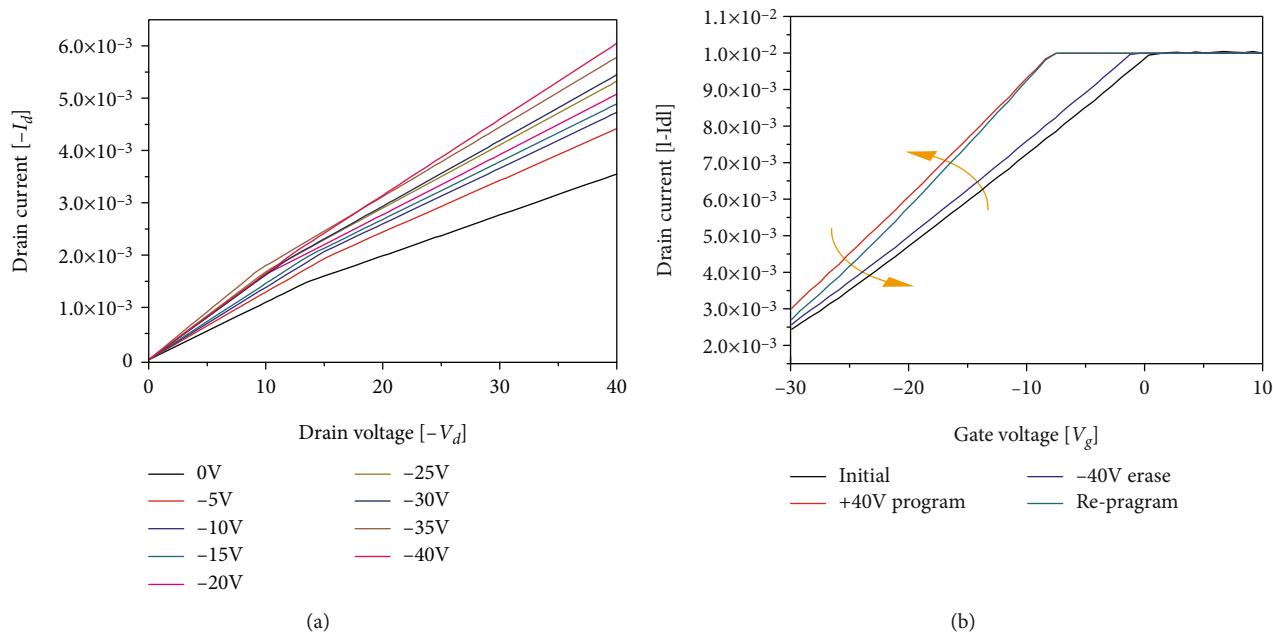 6.0×10⁻³
5.0×10⁻³
4.0×10⁻³
3.0×10⁻³
2.0×10⁻³
1.0×10⁻³
0
Drain current [–I_d]
0 10 20 30 40
Drain voltage [–V_d]
0V
–5V
–10V
–15V
–20V
–25V
–30V
–35V
–40V
(a)
1.1×10⁻²
1.0×10⁻²
9.0×10⁻³
8.0×10⁻³
7.0×10⁻³
6.0×10⁻³
5.0×10⁻³
4.0×10⁻³
3.0×10⁻³
2.0×10⁻³
Drain current [l-Idl]
–30 –20 –10 0 10
Gate voltage [V_g]
Initial
+40V program
–40V erase
Re-pragram
(b)